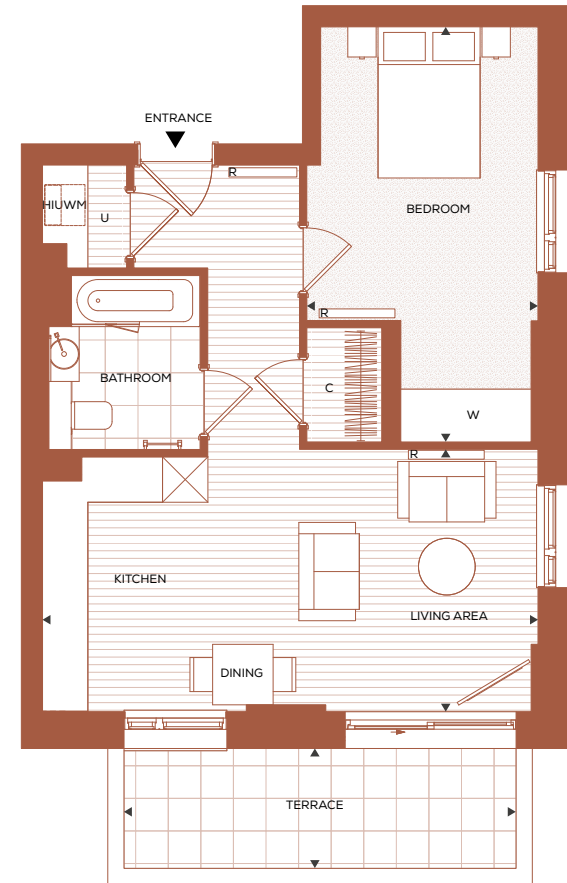 ENTRANCE
R
HIUWM
U
BEDROOM
R
BATHROOM
C
W
R
KITCHEN
LIVING AREA
DINING
TERRACE